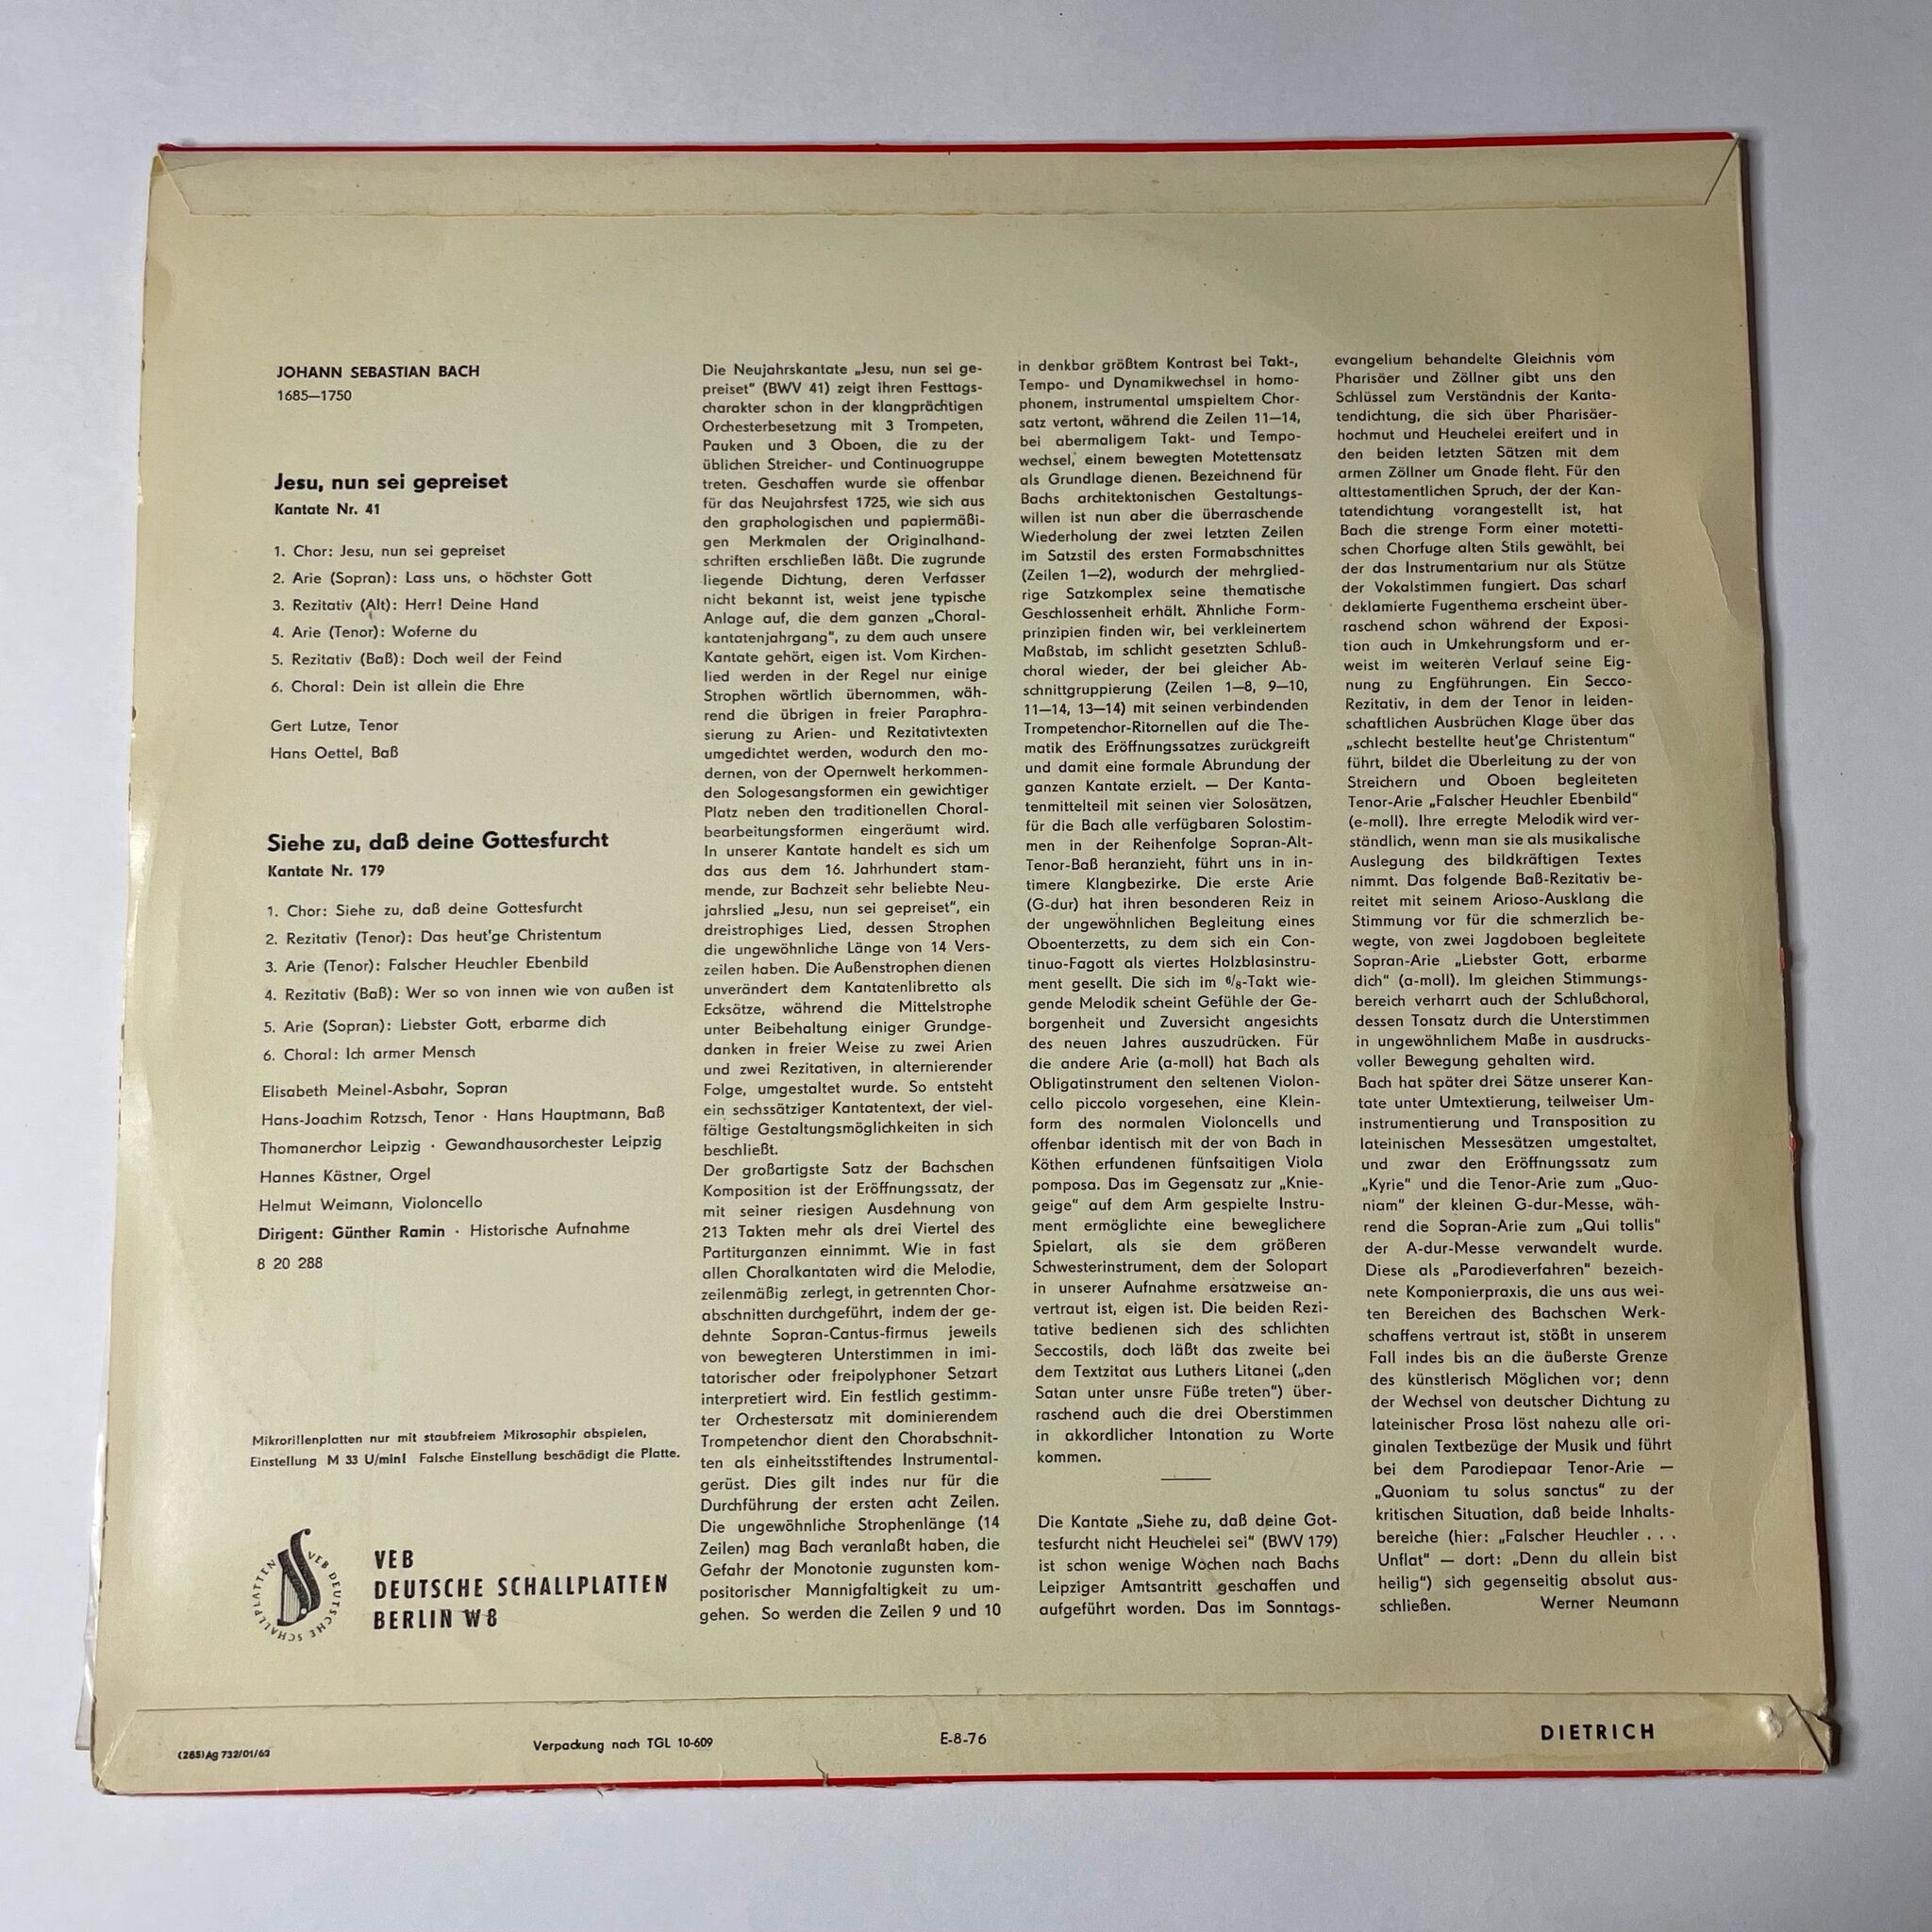 JOHANN SEBASTIAN BACH
1685—1750
Jesu, nun sei gepreiset
Kantate Nr. 41
1. Chor: Jesu, nun sei gepreiset
2. Arie (Sopran): Lass uns, o höchster Gott
3. Rezitativ (Alt): Herr! Deine Hand
4. Arie (Tenor): Woferne du
5. Rezitativ (Baß): Doch weil der Feind
6. Choral: Dein ist allein die Ehre
Gert Lutze, Tenor
Hans Oettel, Baß
Siehe zu, daß deine Gottesfurcht
Kantate Nr. 179
1. Chor: Siehe zu, daß deine Gottesfurcht
2. Rezitativ (Tenor): Das heut'ge Christentum
3. Arie (Tenor): Falscher Heuchler Ebenbild
4. Rezitativ (Baß): Wer so von innen wie von außen ist
5. Arie (Sopran): Liebster Gott, erbarme dich
6. Choral: Ich armer Mensch
Elisabeth Meinel-Asbahr, Sopran
Hans-Joachim Rotzsch, Tenor · Hans Hauptmann, Baß
Thomanerchor Leipzig · Gewandhausorchester Leipzig
Hannes Kästner, Orgel
Helmut Weimann, Violoncello
Dirigent: Günther Ramin · Historische Aufnahme
8 20 288
Mikrorillenplatten nur mit staubfreiem Mikrosaphir abspielen,
Einstellung M 33 U/min! Falsche Einstellung beschädigt die Platte.
VEB DEUTSCHE SCHALLPLATTEN
VEB
DEUTSCHE SCHALLPLATTEN
BERLIN W8
Die Neujahrskantate „Jesu, nun sei ge-
preiset" (BWV 41) zeigt ihren Festtags-
charakter schon in der klangprächtigen
Orchesterbesetzung mit 3 Trompeten,
Pauken und 3 Oboen, die zu der
üblichen Streicher- und Continuogruppe
treten. Geschaffen wurde sie offenbar
für das Neujahrsfest 1725, wie sich aus
den graphologischen und papiermäßi-
gen Merkmalen der Originalhand-
schriften erschließen läßt. Die zugrunde
liegende Dichtung, deren Verfasser
nicht bekannt ist, weist jene typische
Anlage auf, die dem ganzen „Choral-
kantatenjahrgang", zu dem auch unsere
Kantate gehört, eigen ist. Vom Kirchen-
lied werden in der Regel nur einige
Strophen wörtlich übernommen, wäh-
rend die übrigen in freier Paraphra-
sierung zu Arien- und Rezitativtexten
umgedichtet werden, wodurch den mo-
dernen, von der Opernwelt herkommen-
den Sologesangsformen ein gewichtiger
Platz neben den traditionellen Choral-
bearbeitungsformen eingeräumt wird.
In unserer Kantate handelt es sich um
das aus dem 16. Jahrhundert stam-
mende, zur Bachzeit sehr beliebte Neu-
jahrslied „Jesu, nun sei gepreiset", ein
dreistrophiges Lied, dessen Strophen
die ungewöhnliche Länge von 14 Vers-
zeilen haben. Die Außenstrophen dienen
unverändert dem Kantatenlibretto als
Ecksätze, während die Mittelstrophe
unter Beibehaltung einiger Grundge-
danken in freier Weise zu zwei Arien
und zwei Rezitativen, in alternierender
Folge, umgestaltet wurde. So entsteht
ein sechssätziger Kantatentext, der viel-
fältige Gestaltungsmöglichkeiten in sich
beschließt.
Der großartigste Satz der Bachschen
Komposition ist der Eröffnungssatz, der
mit seiner riesigen Ausdehnung von
213 Takten mehr als drei Viertel des
Partiturganzen einnimmt. Wie in fast
allen Choralkantaten wird die Melodie,
zeilenmäßig zerlegt, in getrennten Chor-
abschnitten durchgeführt, indem der ge-
dehnte Sopran-Cantus-firmus jeweils
von bewegteren Unterstimmen in imi-
tatorischer oder freipolyphoner Setzart
interpretiert wird. Ein festlich gestimm-
ter Orchestersatz mit dominierendem
Trompetenchor dient den Chorabschnit-
ten als einheitsstiftendes Instrumental-
gerüst. Dies gilt indes nur für die
Durchführung der ersten acht Zeilen.
Die ungewöhnliche Strophenlänge (14
Zeilen) mag Bach veranlaßt haben, die
Gefahr der Monotonie zugunsten kom-
positorischer Mannigfaltigkeit zu um-
gehen. So werden die Zeilen 9 und 10
in denkbar größtem Kontrast bei Takt-,
Tempo- und Dynamikwechsel in homo-
phonem, instrumental umspieltem Chor-
satz vertont, während die Zeilen 11—14,
bei abermaligem Takt- und Tempo-
wechsel, einem bewegten Motettensatz
als Grundlage dienen. Bezeichnend für
Bachs architektonischen Gestaltungs-
willen ist nun aber die überraschende
Wiederholung der zwei letzten Zeilen
im Satzstil des ersten Formabschnittes
(Zeilen 1—2), wodurch der mehrglied-
rige Satzkomplex seine thematische
Geschlossenheit erhält. Ähnliche Form-
prinzipien finden wir, bei verkleinertem
Maßstab, im schlicht gesetzten Schluß-
choral wieder, der bei gleicher Ab-
schnittgruppierung (Zeilen 1—8, 9—10,
11—14, 13—14) mit seinen verbindenden
Trompetenchor-Ritornellen auf die The-
matik des Eröffnungssatzes zurückgreift
und damit eine formale Abrundung der
ganzen Kantate erzielt. — Der Kanta-
tenmittelteil mit seinen vier Solosätzen,
für die Bach alle verfügbaren Solostim-
men in der Reihenfolge Sopran-Alt-
Tenor-Baß heranzieht, führt uns in in-
timere Klangbezirke. Die erste Arie
(G-dur) hat ihren besonderen Reiz in
der ungewöhnlichen Begleitung eines
Oboenterzetts, zu dem sich ein Con-
tinuo-Fagott als viertes Holzblasinstru-
ment gesellt. Die sich im 6/8-Takt wie-
gende Melodik scheint Gefühle der Ge-
borgenheit und Zuversicht angesichts
des neuen Jahres auszudrücken. Für
die andere Arie (a-moll) hat Bach als
Obligatinstrument den seltenen Violon-
cello piccolo vorgesehen, eine Klein-
form des normalen Violoncells und
offenbar identisch mit der von Bach in
Köthen erfundenen fünfsaitigen Viola
pomposa. Das im Gegensatz zur „Knie-
geige" auf dem Arm gespielte Instru-
ment ermöglichte eine beweglichere
Spielart, als sie dem größeren
Schwesterinstrument, dem der Solopart
in unserer Aufnahme ersatzweise an-
vertraut ist, eigen ist. Die beiden Rezi-
tative bedienen sich des schlichten
Seccostils, doch läßt das zweite bei
dem Textzitat aus Luthers Litanei („den
Satan unter unsre Füße treten") über-
raschend auch die drei Oberstimmen
in akkordlicher Intonation zu Worte
kommen.
Die Kantate „Siehe zu, daß deine Got-
tesfurcht nicht Heuchelei sei" (BWV 179)
ist schon wenige Wochen nach Bachs
Leipziger Amtsantritt geschaffen und
aufgeführt worden. Das im Sonntags-
evangelium behandelte Gleichnis vom
Pharisäer und Zöllner gibt uns den
Schlüssel zum Verständnis der Kanta-
tendichtung, die sich über Pharisäer-
hochmut und Heuchelei ereifert und in
den beiden letzten Sätzen mit dem
armen Zöllner um Gnade fleht. Für den
alttestamentlichen Spruch, der der Kan-
tatendichtung vorangestellt ist, hat
Bach die strenge Form einer motetti-
schen Chorfuge alten Stils gewählt, bei
der das Instrumentarium nur als Stütze
der Vokalstimmen fungiert. Das scharf
deklamierte Fugenthema erscheint über-
raschend schon während der Exposi-
tion auch in Umkehrungsform und er-
weist im weiteren Verlauf seine Eig-
nung zu Engführungen. Ein Secco-
Rezitativ, in dem der Tenor in leiden-
schaftlichen Ausbrüchen Klage über das
„schlecht bestellte heut'ge Christentum"
führt, bildet die Überleitung zu der von
Streichern und Oboen begleiteten
Tenor-Arie „Falscher Heuchler Ebenbild"
(e-moll). Ihre erregte Melodik wird ver-
ständlich, wenn man sie als musikalische
Auslegung des bildkräftigen Textes
nimmt. Das folgende Baß-Rezitativ be-
reitet mit seinem Arioso-Ausklang die
Stimmung vor für die schmerzlich be-
wegte, von zwei Jagdoboen begleitete
Sopran-Arie „Liebster Gott, erbarme
dich" (a-moll). Im gleichen Stimmungs-
bereich verharrt auch der Schlußchoral,
dessen Tonsatz durch die Unterstimmen
in ungewöhnlichem Maße in ausdrucks-
voller Bewegung gehalten wird.
Bach hat später drei Sätze unserer Kan-
tate unter Umtextierung, teilweiser Um-
instrumentierung und Transposition zu
lateinischen Messesätzen umgestaltet,
und zwar den Eröffnungssatz zum
„Kyrie" und die Tenor-Arie zum „Quo-
niam" der kleinen G-dur-Messe, wäh-
rend die Sopran-Arie zum „Qui tollis"
der A-dur-Messe verwandelt wurde.
Diese als „Parodieverfahren" bezeich-
nete Komponierpraxis, die uns aus wei-
ten Bereichen des Bachschen Werk-
schaffens vertraut ist, stößt in unserem
Fall indes bis an die äußerste Grenze
des künstlerisch Möglichen vor; denn
der Wechsel von deutscher Dichtung zu
lateinischer Prosa löst nahezu alle ori-
ginalen Textbezüge der Musik und führt
bei dem Parodiepaar Tenor-Arie —
„Quoniam tu solus sanctus" zu der
kritischen Situation, daß beide Inhalts-
bereiche (hier: „Falscher Heuchler . . .
Unflat" — dort: „Denn du allein bist
heilig") sich gegenseitig absolut aus-
schließen. Werner Neumann
(285)Ag 732/01/63
Verpackung nach TGL 10-609
E-8-76
DIETRICH